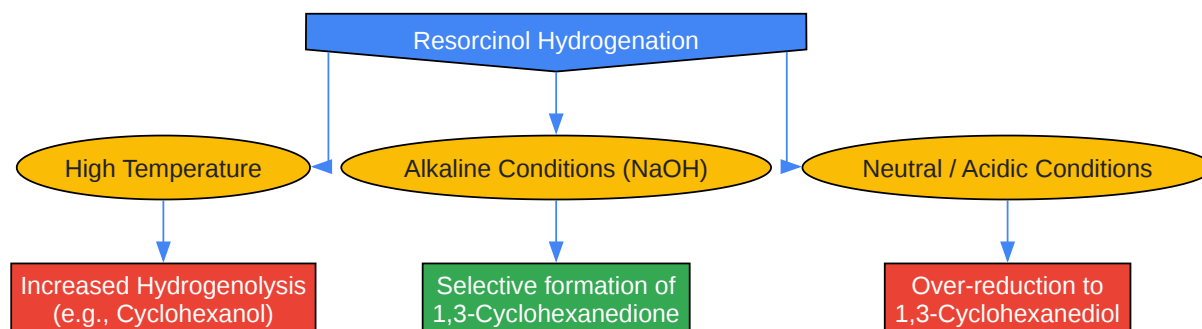 Resorcinol Hydrogenation
High Temperature
Alkaline Conditions (NaOH)
Neutral / Acidic Conditions
Increased Hydrogenolysis
(e.g., Cyclohexanol)
Selective formation of
1,3-Cyclohexanedione
Over-reduction to
1,3-Cyclohexanediol